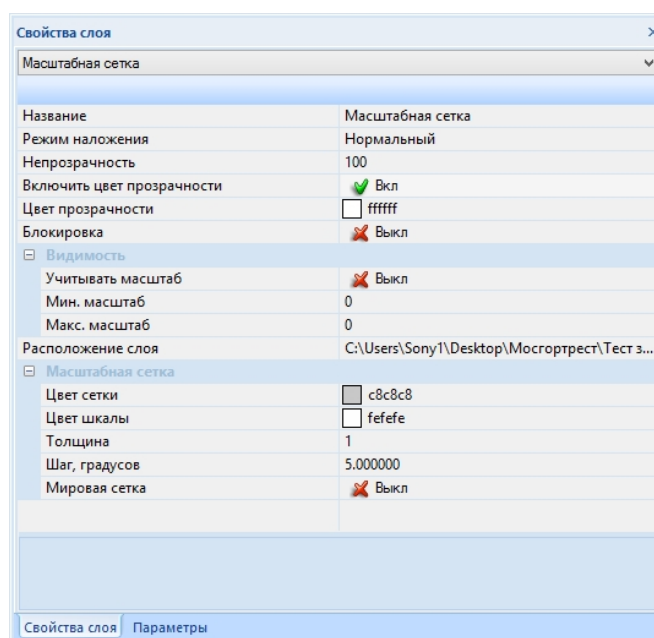 Свойства слоя
Масштабная сетка
Название Масштабная сетка
Режим наложения Нормальный
Непрозрачность 100
Включить цвет прозрачности Вкл
Цвет прозрачности ffffff
Блокировка Выкл
Видимость
Учитывать масштаб Выкл
Мин. масштаб 0
Макс. масштаб 0
Расположение слоя C:\Users\Sony1\Desktop\Мосгортрест\Тест з...
Масштабная сетка
Цвет сетки c8c8c8
Цвет шкалы fefefe
Толщина 1
Шаг, градусов 5.000000
Мировая сетка Выкл
Свойства слоя Параметры